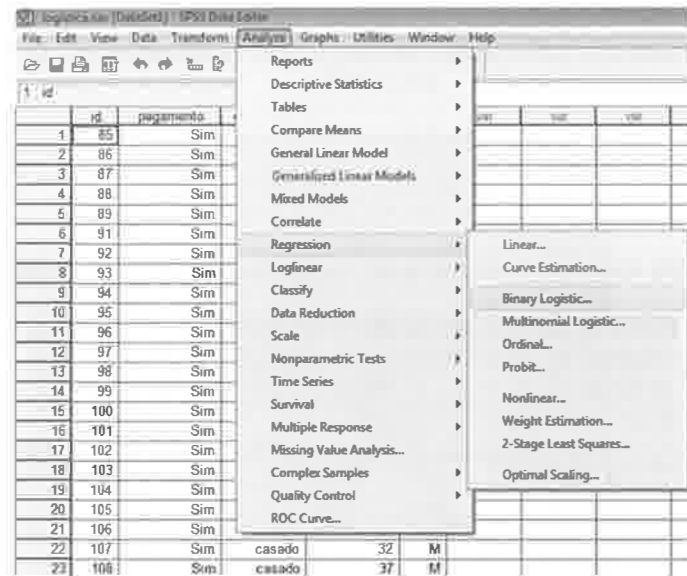 [DataSet1] - SPSS Data Editor
File Edit View Data Transform Analyze Graphs Utilities Window Help
1 : id
id pagamento var var var
1 85 Sim
2 86 Sim
3 87 Sim
4 88 Sim
5 89 Sim
6 91 Sim
7 92 Sim
8 93 Sim
9 94 Sim
10 95 Sim
11 96 Sim
12 97 Sim
13 98 Sim
14 99 Sim
15 100 Sim
16 101 Sim
17 102 Sim
18 103 Sim
19 104 Sim
20 105 Sim
21 106 Sim
22 107 Sim casado 32 M
23 108 Sim casado 37 M
Reports
Descriptive Statistics
Tables
Compare Means
General Linear Model
Generalized Linear Models
Mixed Models
Correlate
Regression
Loglinear
Classify
Data Reduction
Scale
Nonparametric Tests
Time Series
Survival
Multiple Response
Missing Value Analysis...
Complex Samples
Quality Control
ROC Curve...
Linear...
Curve Estimation...
Binary Logistic...
Multinomial Logistic...
Ordinal...
Probit...
Nonlinear...
Weight Estimation...
2-Stage Least Squares...
Optimal Scaling...